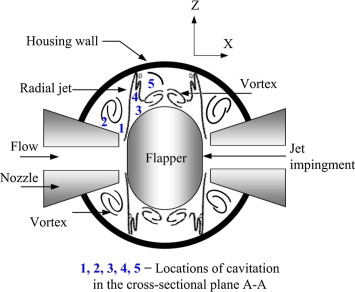 Z
Housing wall
X
Radial jet
5
Vortex
4
2
3
1
Flow
Flapper
Jet
impingment
Nozzle
Vortex
1, 2, 3, 4, 5 – Locations of cavitation
in the cross-sectional plane A-A